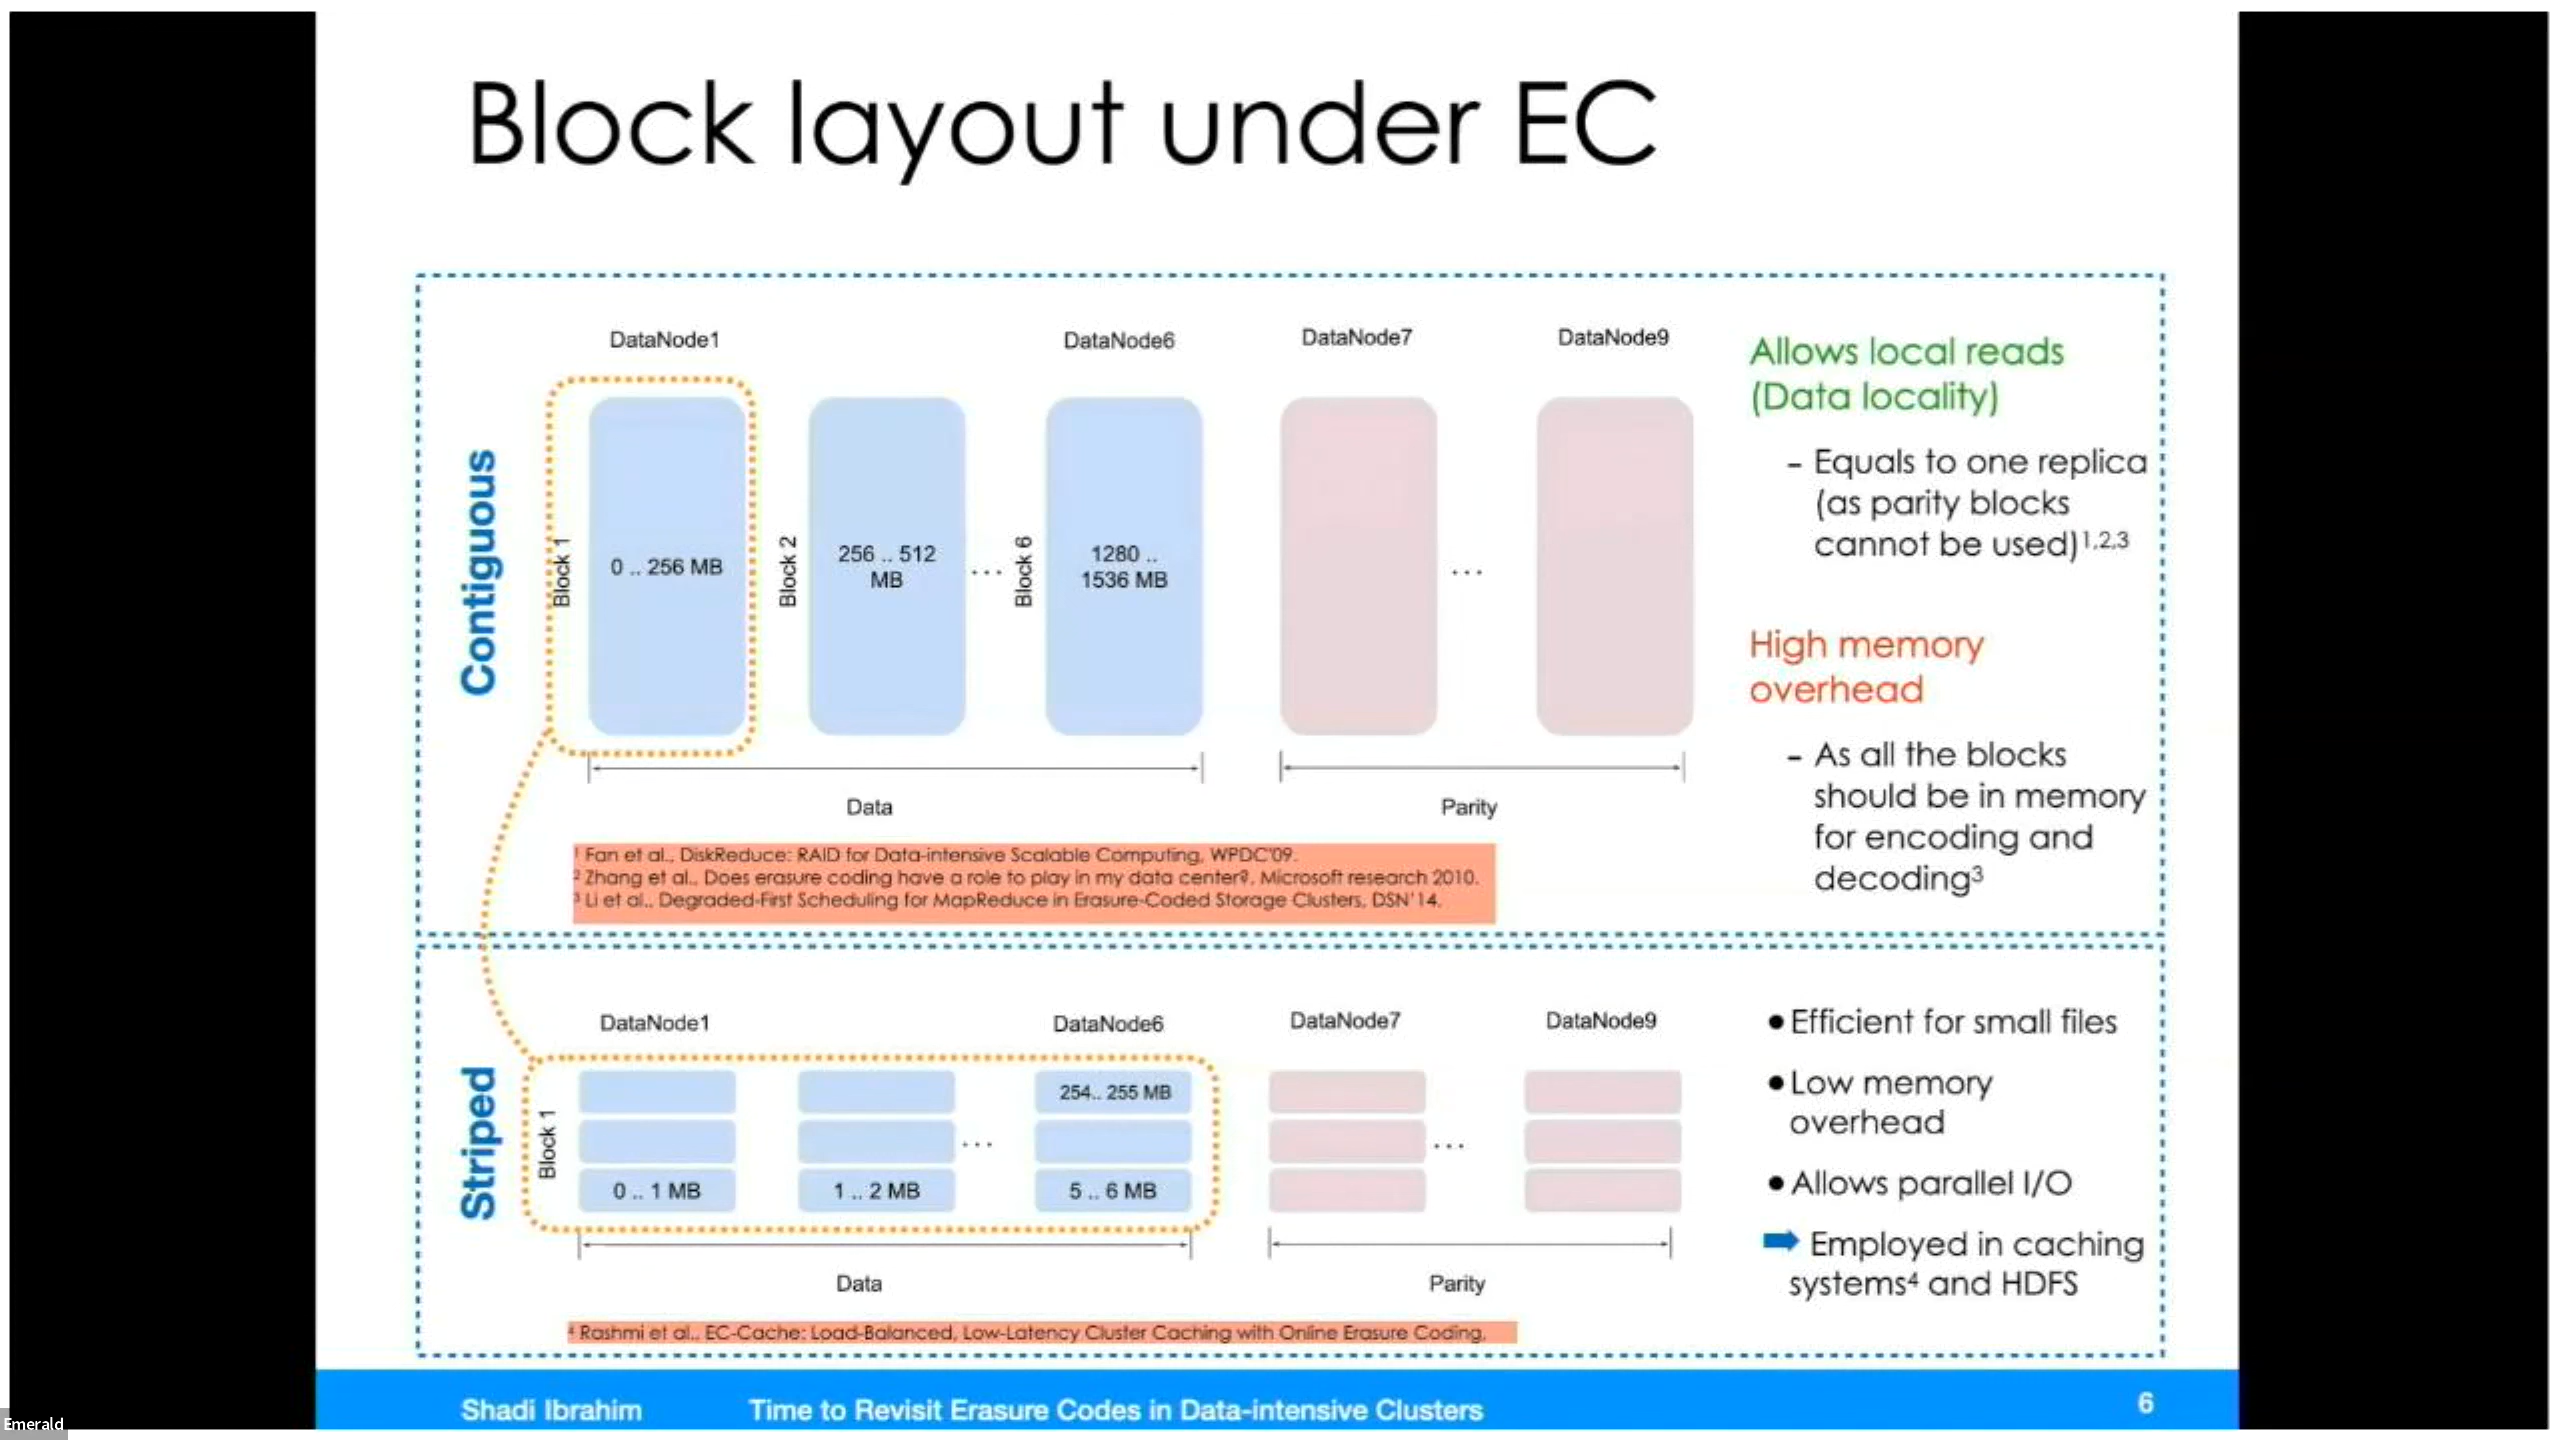 Block layout under EC
Contiguous
DataNode1
DataNode6
DataNode7
DataNode9
Block 1
0 .. 256 MB
Block 2
256 .. 512
MB
...
Block 6
1280 ..
1536 MB
...
Data
Parity
Allows local reads
(Data locality)
- Equals to one replica
(as parity blocks
cannot be used)1,2,3
High memory
overhead
- As all the blocks
should be in memory
for encoding and
decoding3
1 Fan et al., DiskReduce: RAID for Data-intensive Scalable Computing, WPDC'09.
2 Zhang et al., Does erasure coding have a role to play in my data center?, Microsoft research 2010.
3 Li et al., Degraded-First Scheduling for MapReduce in Erasure-Coded Storage Clusters, DSN'14.
Striped
DataNode1
DataNode6
DataNode7
DataNode9
Block 1
254.. 255 MB
...
...
0 .. 1 MB
1 .. 2 MB
5 .. 6 MB
Data
Parity
● Efficient for small files
● Low memory
overhead
● Allows parallel I/O
Employed in caching
systems4 and HDFS
4 Rashmi et al., EC-Cache: Load-Balanced, Low-Latency Cluster Caching with Online Erasure Coding,
Shadi Ibrahim
Time to Revisit Erasure Codes in Data-intensive Clusters
6
Emerald